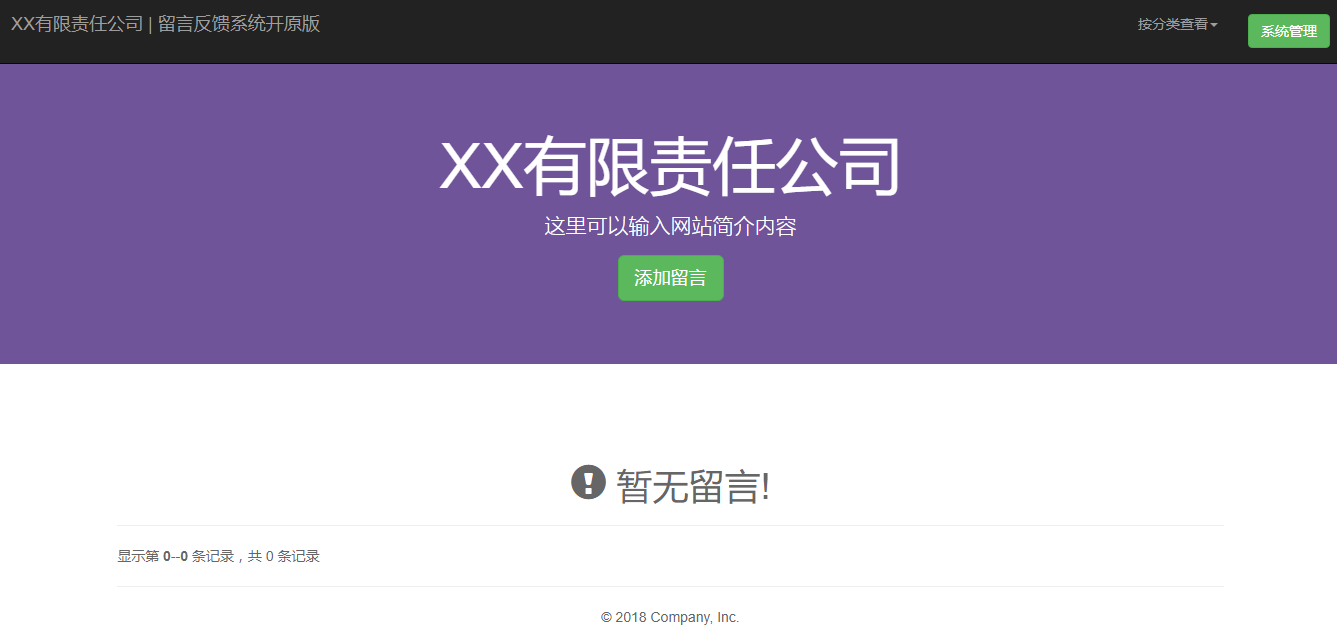 XX有限责任公司 | 留言反馈系统开原版
按分类查看
系统管理
XX有限责任公司
这里可以输入网站简介内容
添加留言
暂无留言!
显示第 0--0 条记录，共 0 条记录
© 2018 Company, Inc.